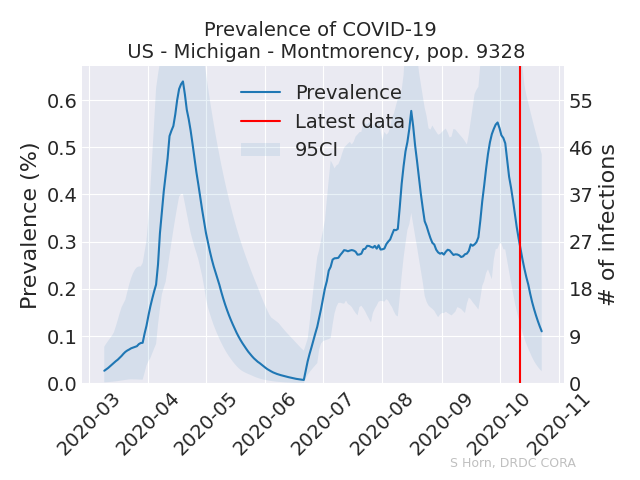 Prevalence of COVID-19
US - Michigan - Montmorency, pop. 9328
Prevalence
Latest data
95CI
Prevalence (%)
0.6
0.5
0.4
0.3
0.2
0.1
0.0
55
46
37
27
18
9
0
# of infections
2020-03
2020-04
2020-05
2020-06
2020-07
2020-08
2020-09
2020-10
2020-11
S Horn, DRDC CORA